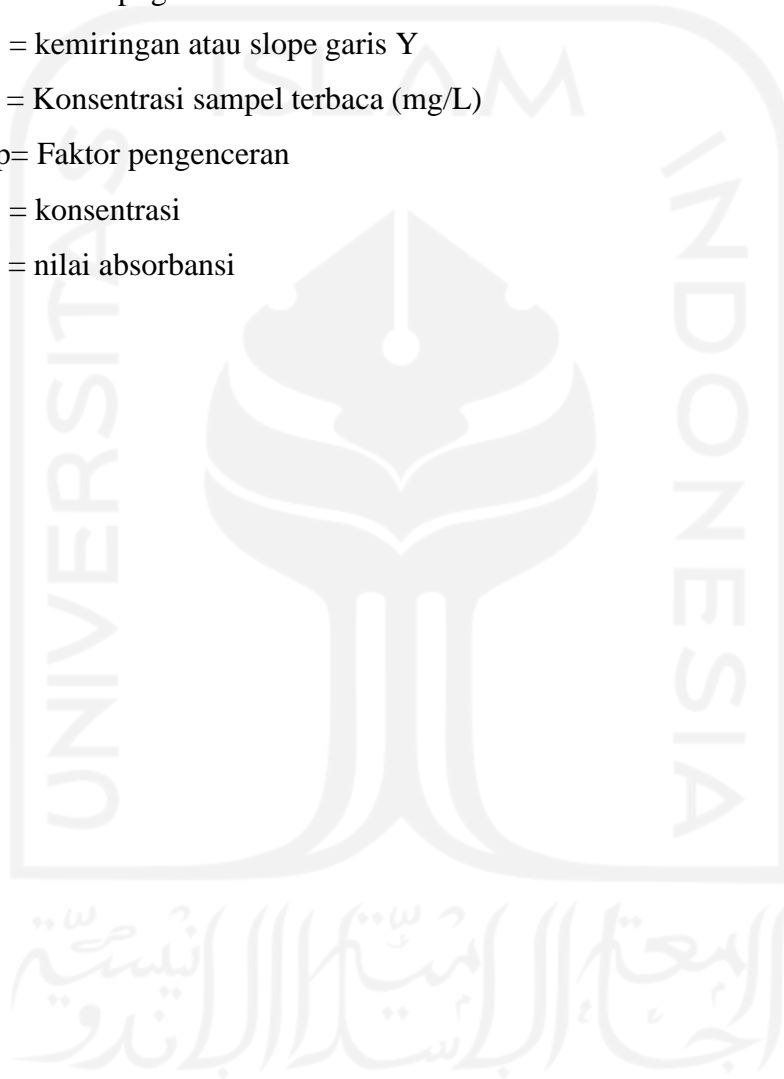 = kemiringan atau slope garis Y
= Konsentrasi sampel terbaca (mg/L)
p= Faktor pengenceran
= konsentrasi
= nilai absorbansi
ISLAM
UNIVERSITAS
INDONESIA